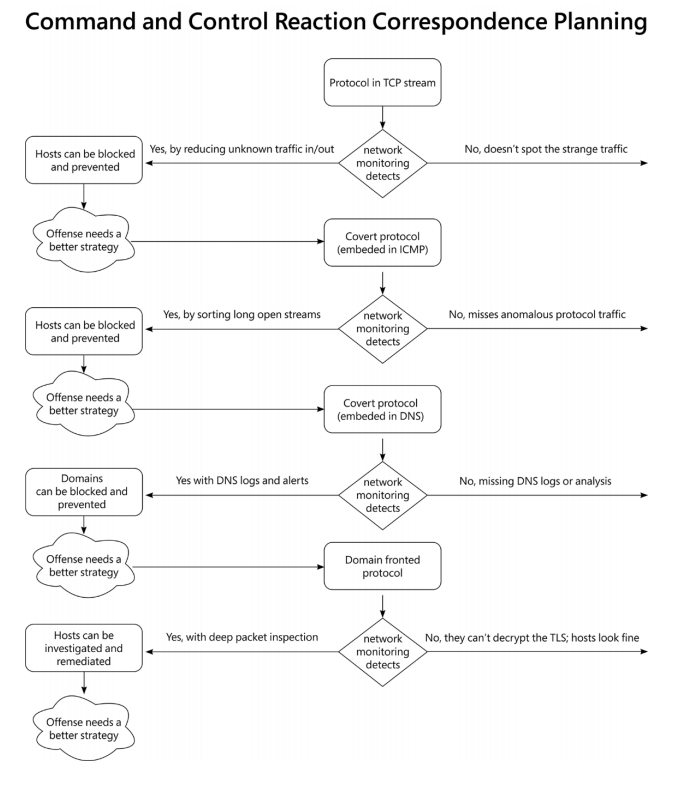 Command and Control Reaction Correspondence Planning
Protocol in TCP stream
Hosts can be blocked
and prevented
Yes, by reducing unknown traffic in/out
network
monitoring
detects
No, doesn't spot the strange traffic
Offense needs a
better strategy
Covert protocol
(embeded in ICMP)
Hosts can be blocked
and prevented
Yes, by sorting long open streams
network
monitoring
detects
No, misses anomalous protocol traffic
Offense needs a
better strategy
Covert protocol
(embeded in DNS)
Domains
can be blocked and
prevented
Yes with DNS logs and alerts
network
monitoring
detects
No, missing DNS logs or analysis
Offense needs a
better strategy
Domain fronted
protocol
Hosts can be
investigated and
remediated
Yes, with deep packet inspection
network
monitoring
detects
No, they can't decrypt the TLS; hosts look fine
Offense needs a
better strategy